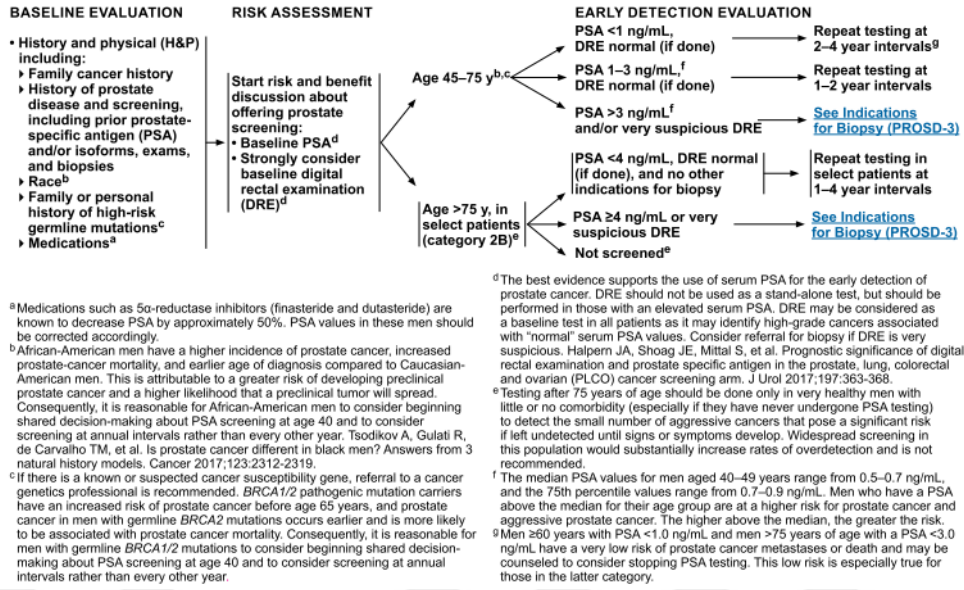 BASELINE EVALUATION
• History and physical (H&P)
including:
Family cancer history
History of prostate
disease and screening,
including prior prostate-
specific antigen (PSA)
and/or isoforms, exams,
and biopsies
Raceᵇ
Family or personal
history of high-risk
germline mutationsᶜ
Medicationsᵃ
RISK ASSESSMENT
Start risk and benefit
discussion about
offering prostate
screening:
• Baseline PSAᵈ
• Strongly consider
baseline digital
rectal examination
(DRE)ᵈ
Age 45–75 yᵇ,ᶜ
Age >75 y, in
select patients
(category 2B)ᵉ
EARLY DETECTION EVALUATION
PSA <1 ng/mL,
DRE normal (if done)
Repeat testing at
2–4 year intervalsᵍ
PSA 1–3 ng/mL,ᶠ
DRE normal (if done)
Repeat testing at
1–2 year intervals
PSA >3 ng/mLᶠ
and/or very suspicious DRE
See Indications
for Biopsy (PROSD-3)
PSA <4 ng/mL, DRE normal
(if done), and no other
indications for biopsy
Repeat testing in
select patients at
1–4 year intervals
PSA ≥4 ng/mL or very
suspicious DRE
See Indications
for Biopsy (PROSD-3)
Not screenedᵉ
ᵃMedications such as 5α-reductase inhibitors (finasteride and dutasteride) are
known to decrease PSA by approximately 50%. PSA values in these men should
be corrected accordingly.
ᵇAfrican-American men have a higher incidence of prostate cancer, increased
prostate-cancer mortality, and earlier age of diagnosis compared to Caucasian-
American men. This is attributable to a greater risk of developing preclinical
prostate cancer and a higher likelihood that a preclinical tumor will spread.
Consequently, it is reasonable for African-American men to consider beginning
shared decision-making about PSA screening at age 40 and to consider
screening at annual intervals rather than every other year. Tsodikov A, Gulati R,
de Carvalho TM, et al. Is prostate cancer different in black men? Answers from 3
natural history models. Cancer 2017;123:2312-2319.
ᶜIf there is a known or suspected cancer susceptibility gene, referral to a cancer
genetics professional is recommended. BRCA1/2 pathogenic mutation carriers
have an increased risk of prostate cancer before age 65 years, and prostate
cancer in men with germline BRCA2 mutations occurs earlier and is more likely
to be associated with prostate cancer mortality. Consequently, it is reasonable for
men with germline BRCA1/2 mutations to consider beginning shared decision-
making about PSA screening at age 40 and to consider screening at annual
intervals rather than every other year.
ᵈThe best evidence supports the use of serum PSA for the early detection of
prostate cancer. DRE should not be used as a stand-alone test, but should be
performed in those with an elevated serum PSA. DRE may be considered as
a baseline test in all patients as it may identify high-grade cancers associated
with “normal” serum PSA values. Consider referral for biopsy if DRE is very
suspicious. Halpern JA, Shoag JE, Mittal S, et al. Prognostic significance of digital
rectal examination and prostate specific antigen in the prostate, lung, colorectal
and ovarian (PLCO) cancer screening arm. J Urol 2017;197:363-368.
ᵉTesting after 75 years of age should be done only in very healthy men with
little or no comorbidity (especially if they have never undergone PSA testing)
to detect the small number of aggressive cancers that pose a significant risk
if left undetected until signs or symptoms develop. Widespread screening in
this population would substantially increase rates of overdetection and is not
recommended.
ᶠThe median PSA values for men aged 40–49 years range from 0.5–0.7 ng/mL,
and the 75th percentile values range from 0.7–0.9 ng/mL. Men who have a PSA
above the median for their age group are at a higher risk for prostate cancer and
aggressive prostate cancer. The higher above the median, the greater the risk.
ᵍMen ≥60 years with PSA <1.0 ng/mL and men >75 years of age with a PSA <3.0
ng/mL have a very low risk of prostate cancer metastases or death and may be
counseled to consider stopping PSA testing. This low risk is especially true for
those in the latter category.